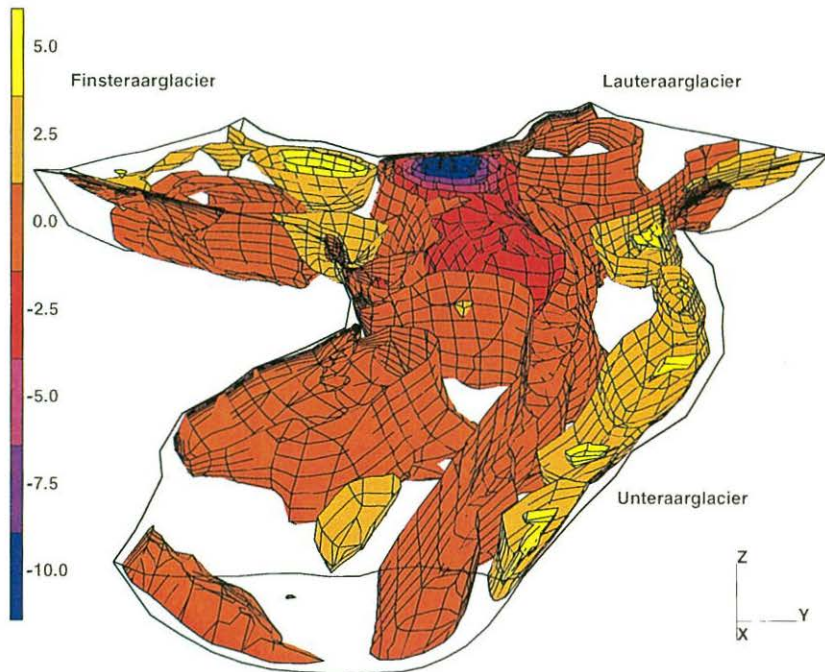 5.0
Finsteraarglacier
Lauteraarglacier
2.5
0.0
-2.5
-5.0
-7.5
Unteraarglacier
-10.0
Z
Y
X